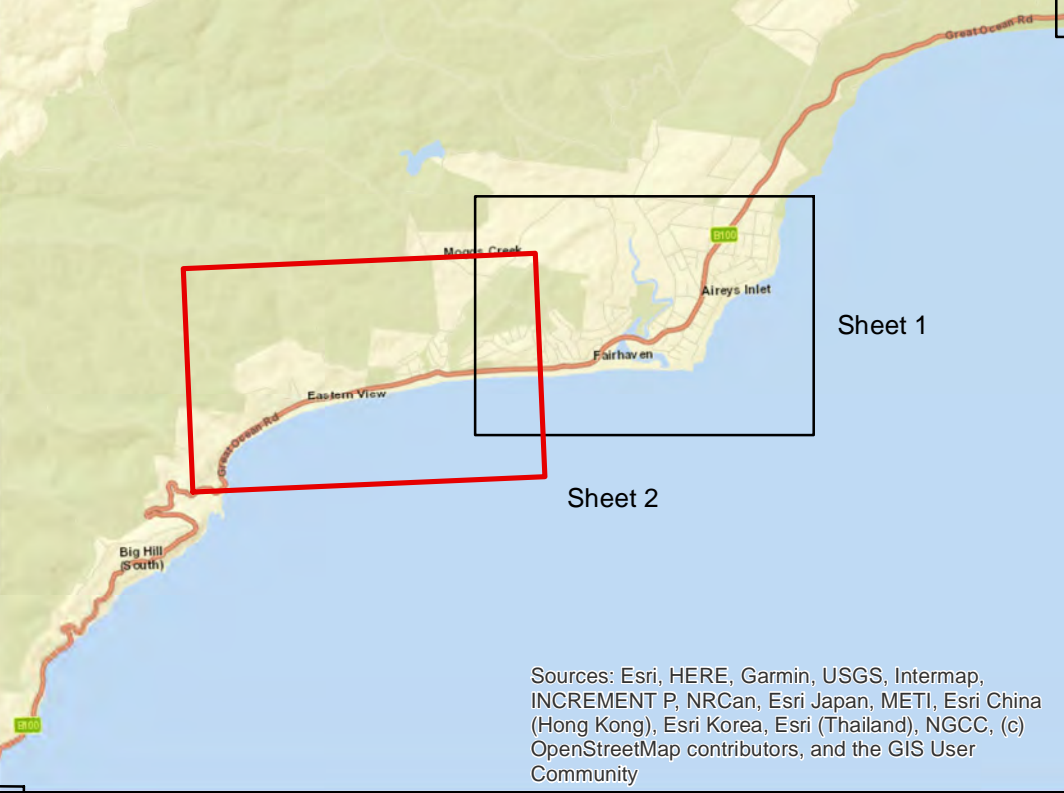 Great Ocean Rd
B100
Moggs Creek
Aireys Inlet
Sheet 1
Fairhaven
Eastern View
Great Ocean Rd
Sheet 2
Big Hill
(South)
Sources: Esri, HERE, Garmin, USGS, Intermap,
INCREMENT P, NRCan, Esri Japan, METI, Esri China
(Hong Kong), Esri Korea, Esri (Thailand), NGCC, (c)
OpenStreetMap contributors, and the GIS User
Community
B100